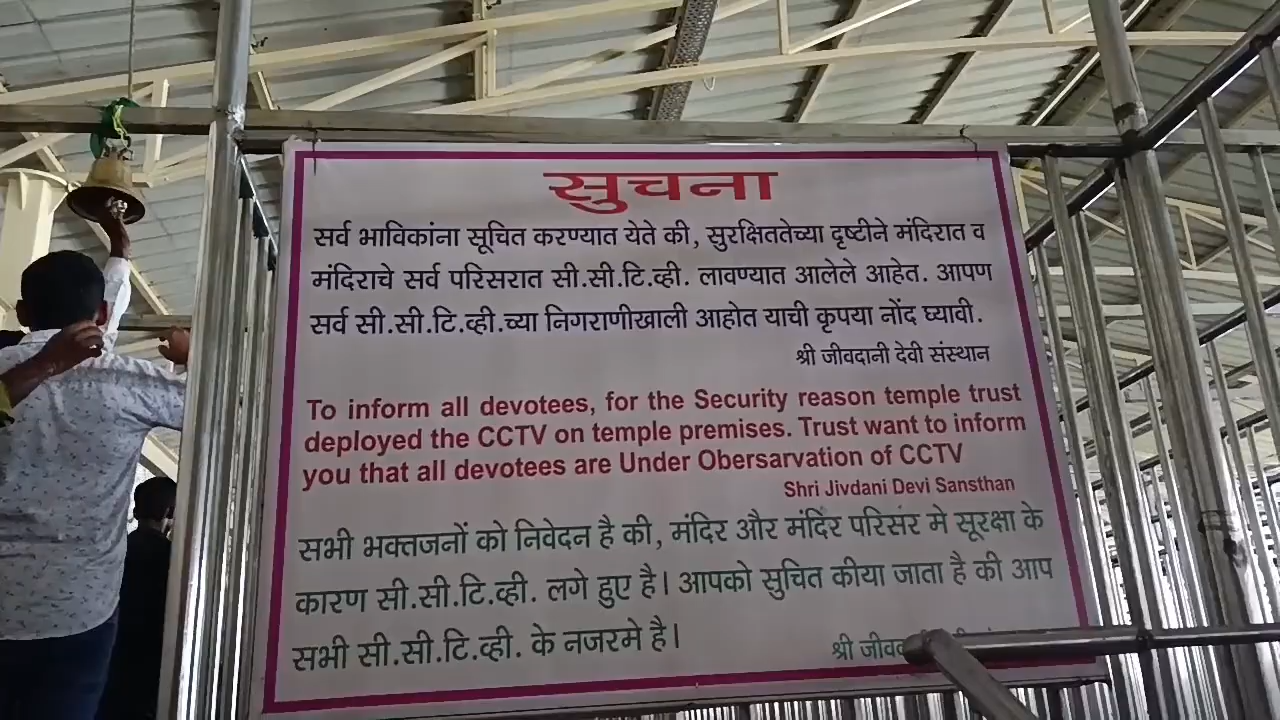 सुचना
सर्व भाविकांना सूचित करण्यात येते की, सुरक्षिततेच्या दृष्टीने मंदिरात व
मंदिराचे सर्व परिसरात सी.सी.टि.व्ही. लावण्यात आलेले आहेत. आपण
सर्व सी.सी.टि.व्ही.च्या निगराणीखाली आहोत याची कृपया नोंद घ्यावी.
श्री जीवदानी देवी संस्थान
To inform all devotees, for the Security reason temple trust
deployed the CCTV on temple premises. Trust want to inform
you that all devotees are Under Obersarvation of CCTV
Shri Jivdani Devi Sansthan
सभी भक्तजनों को निवेदन है की, मंदिर और मंदिर परिसर मे सूरक्षा के
कारण सी.सी.टि.व्ही. लगे हुए है। आपको सुचित कीया जाता है की आप
सभी सी.सी.टि.व्ही. के नजरमे है।
श्री